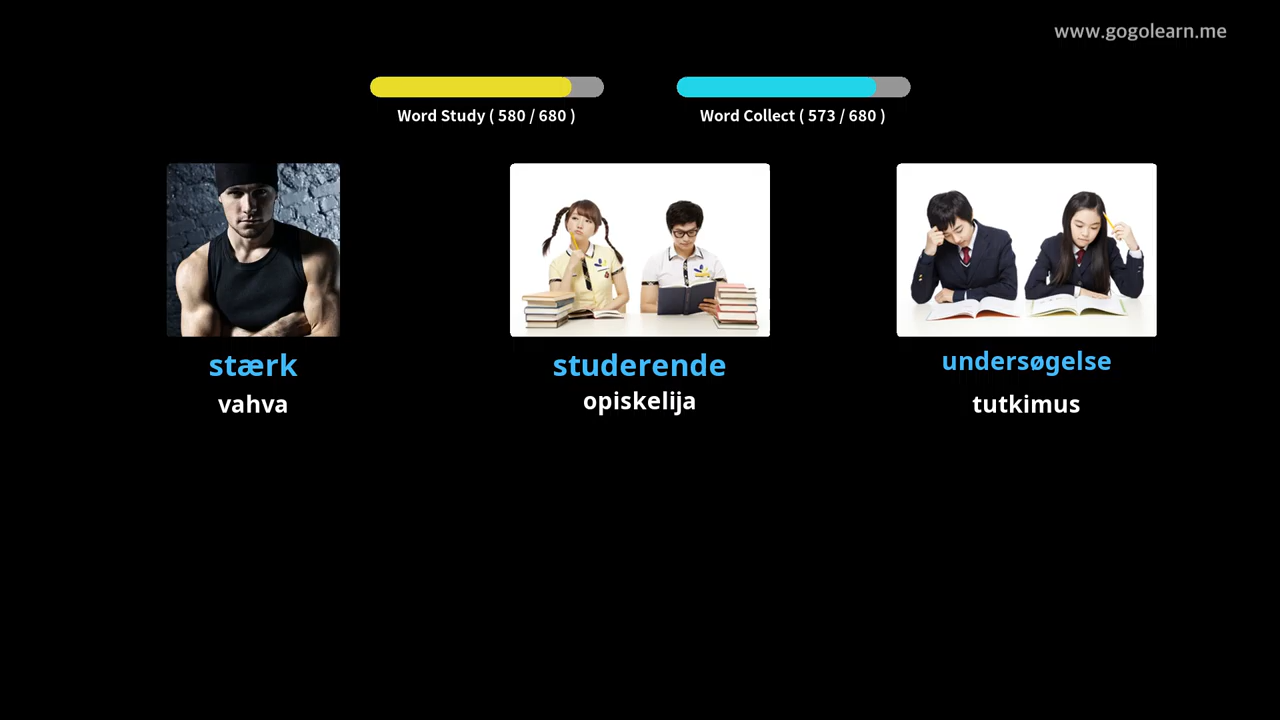 www.gogolearn.me
Word Study ( 580 / 680 )
Word Collect ( 573 / 680 )
stærk
vahva
studerende
opiskelija
undersøgelse
tutkimus